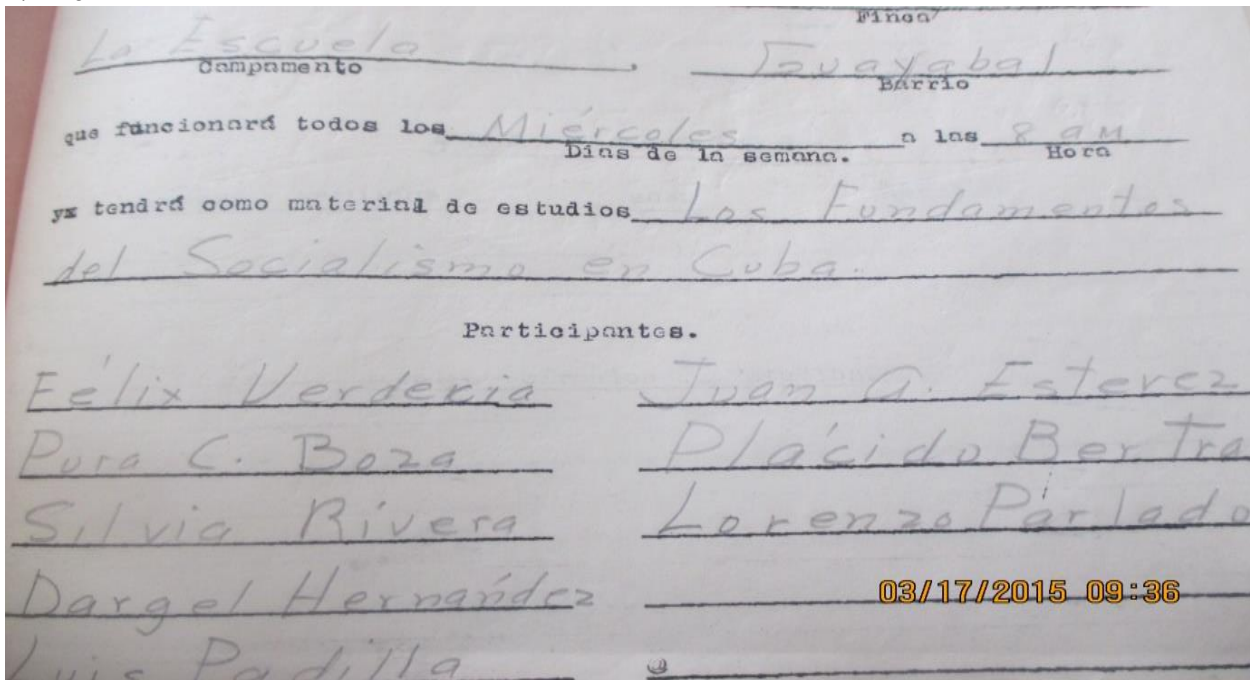 Finca
La Escuela, Guayabal
Campamento Barrio
que funcionará todos los Miércoles a las 8 a M
Dias de la semana. Hora
yx tendrá como material de estudios Los Fundamentos
del Socialismo en Cuba.
Participantes.
Félix Verdecia Juan G. Estevez
Pura C. Boza Plácido Bertra
Silvia Rivera Lorenzo Parlado
Dargel Hernández
03/17/2015 09:36
Luis Padilla